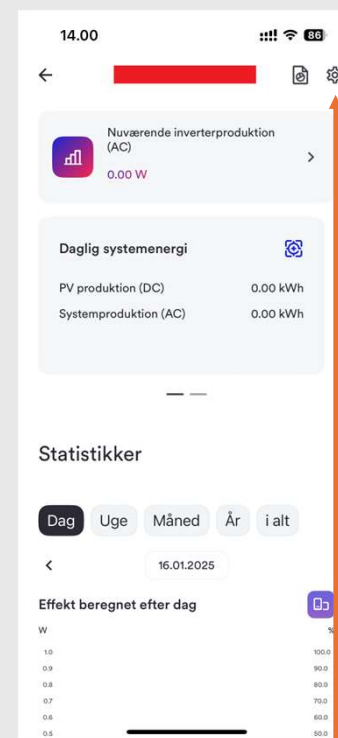 14.00
86
Nuværende inverterproduktion
(AC)
0.00 W
Daglig systemenergi
PV produktion (DC) 0.00 kWh
Systemproduktion (AC) 0.00 kWh
Statistikker
Dag Uge Måned År i alt
16.01.2025
Effekt beregnet efter dag
W %
1.0 100.0
0.9 90.0
0.8 80.0
0.7 70.0
0.6 60.0
0.5 50.0